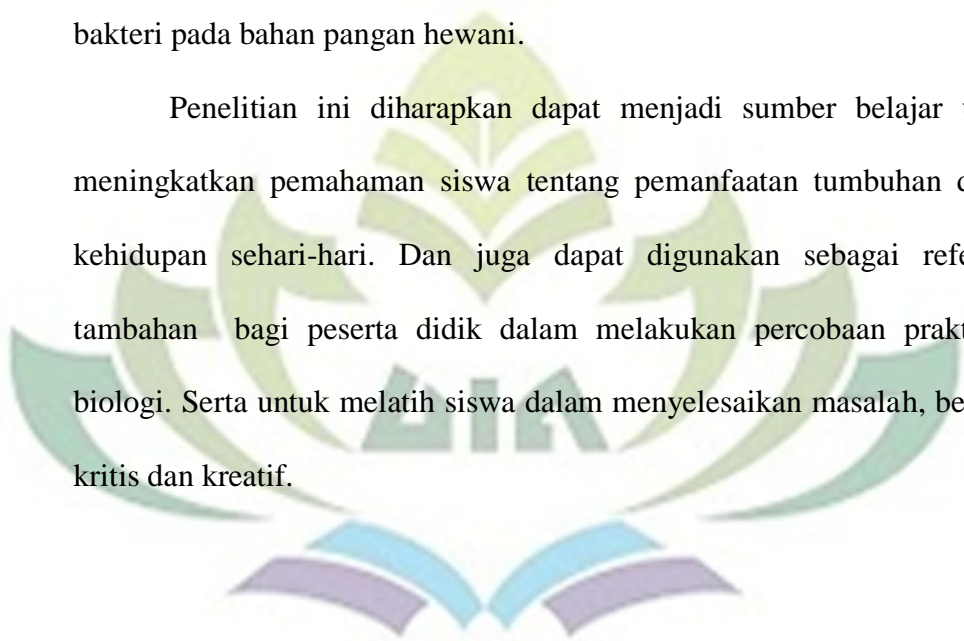 bakteri pada bahan pangan hewani.
Penelitian ini diharapkan dapat menjadi sumber belajar
meningkatkan pemahaman siswa tentang pemanfaatan tumbuhan
kehidupan sehari-hari. Dan juga dapat digunakan sebagai
tambahan bagi peserta didik dalam melakukan percobaan
biologi. Serta untuk melatih siswa dalam menyelesaikan masalah,
kritis dan kreatif.